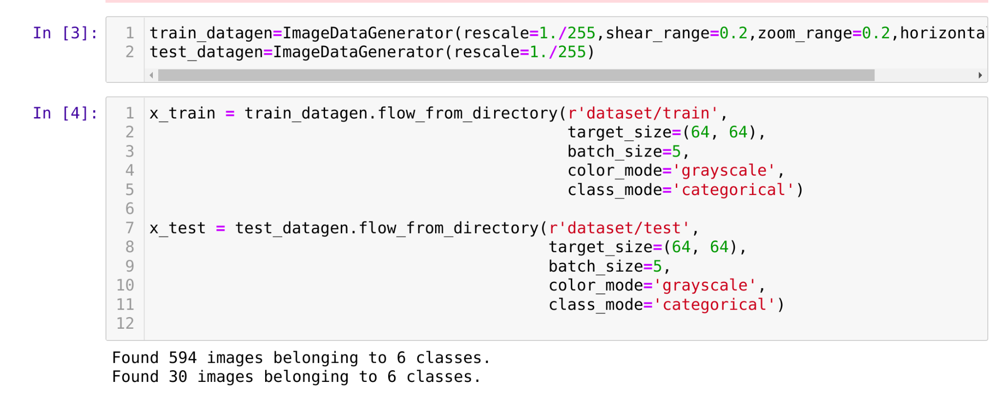 In [3]:
1 train_datagen=ImageDataGenerator(rescale=1./255,shear_range=0.2,zoom_range=0.2,horizonta
2 test_datagen=ImageDataGenerator(rescale=1./255)
In [4]:
1 x_train = train_datagen.flow_from_directory(r'dataset/train',
2 target_size=(64, 64),
3 batch_size=5,
4 color_mode='grayscale',
5 class_mode='categorical')
6
7 x_test = test_datagen.flow_from_directory(r'dataset/test',
8 target_size=(64, 64),
9 batch_size=5,
10 color_mode='grayscale',
11 class_mode='categorical')
12
Found 594 images belonging to 6 classes.
Found 30 images belonging to 6 classes.